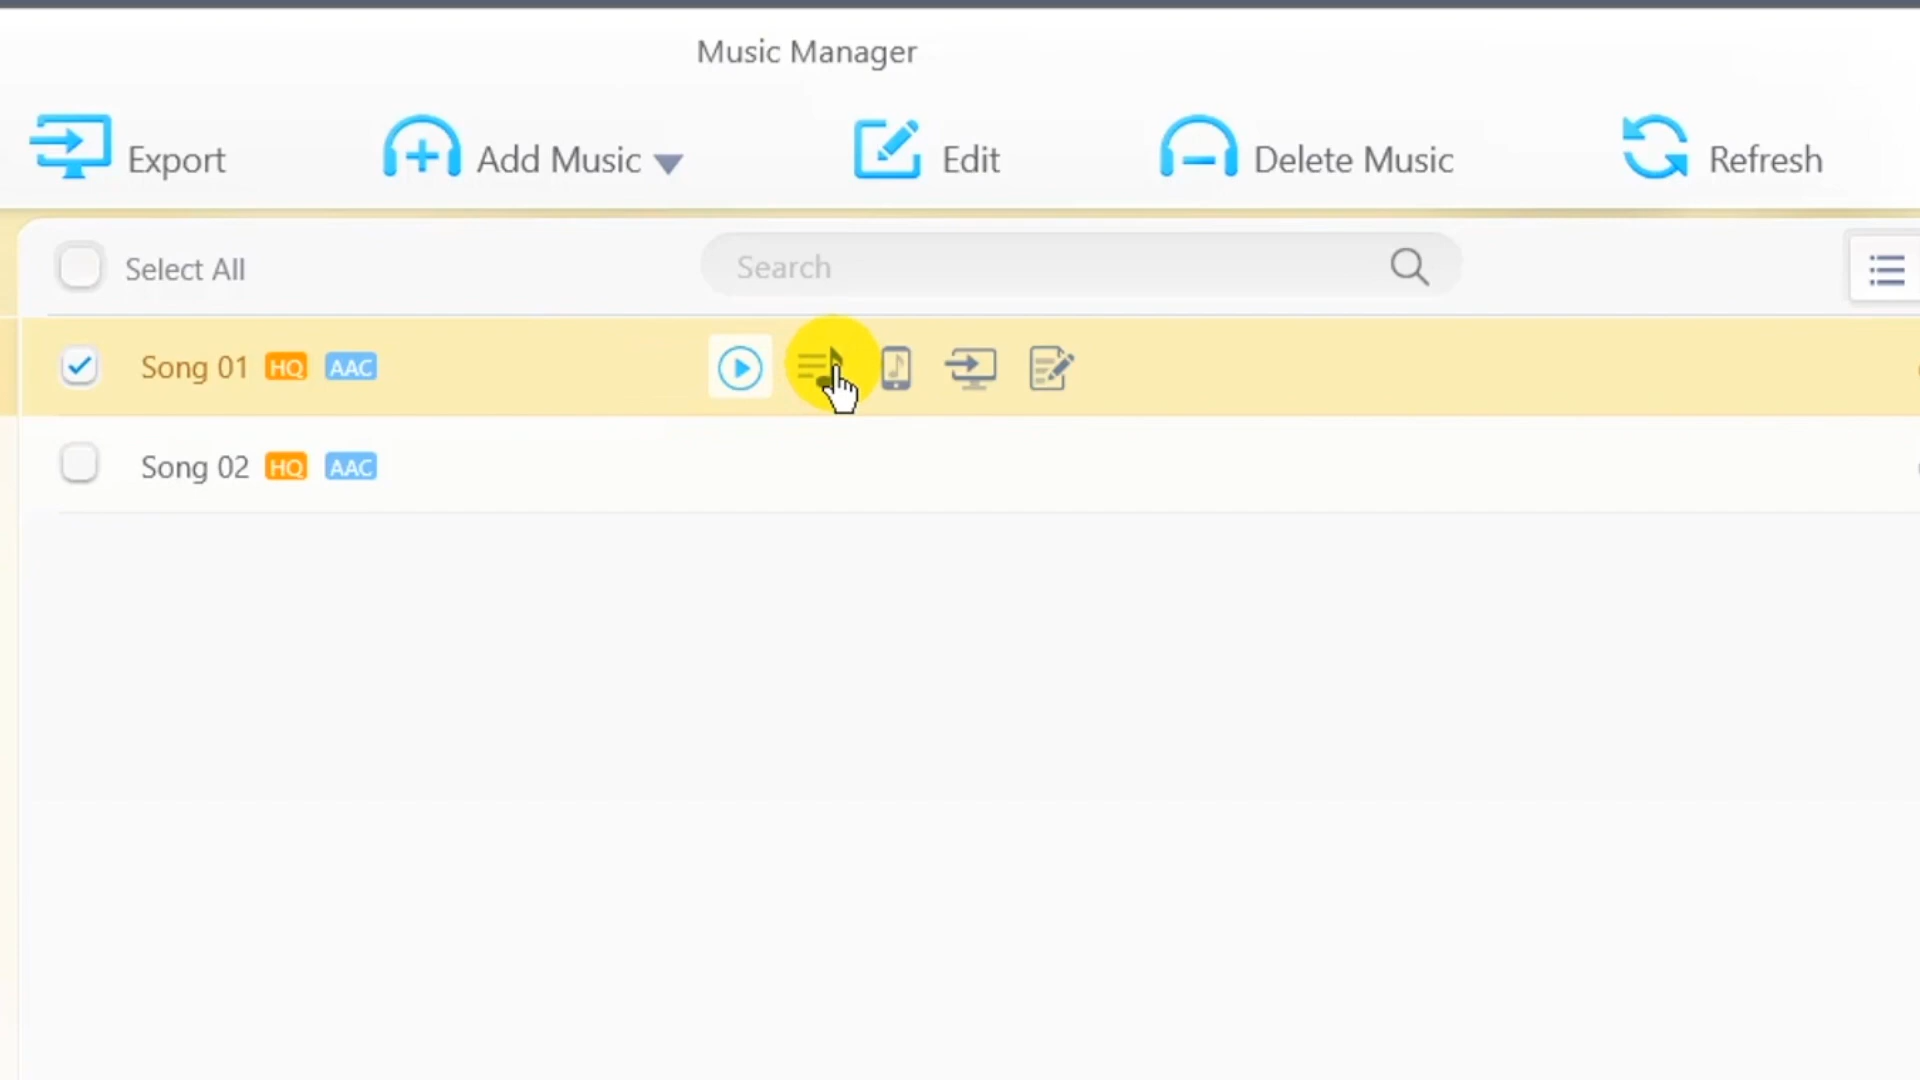 Music Manager
Export Add Music Edit Delete Music Refresh
Select All Search
Song 01 HQ AAC
Song 02 HQ AAC